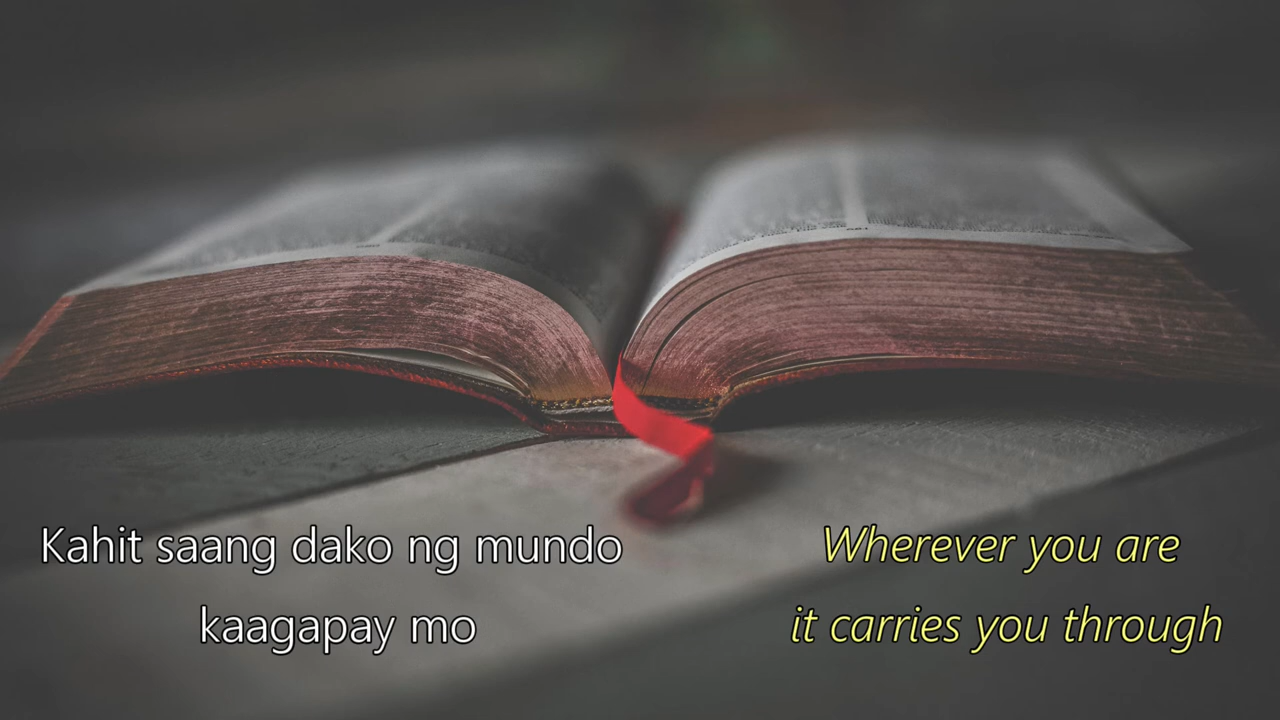 Kahit saang dako ng mundo
kaagapay mo
Wherever you are
it carries you through